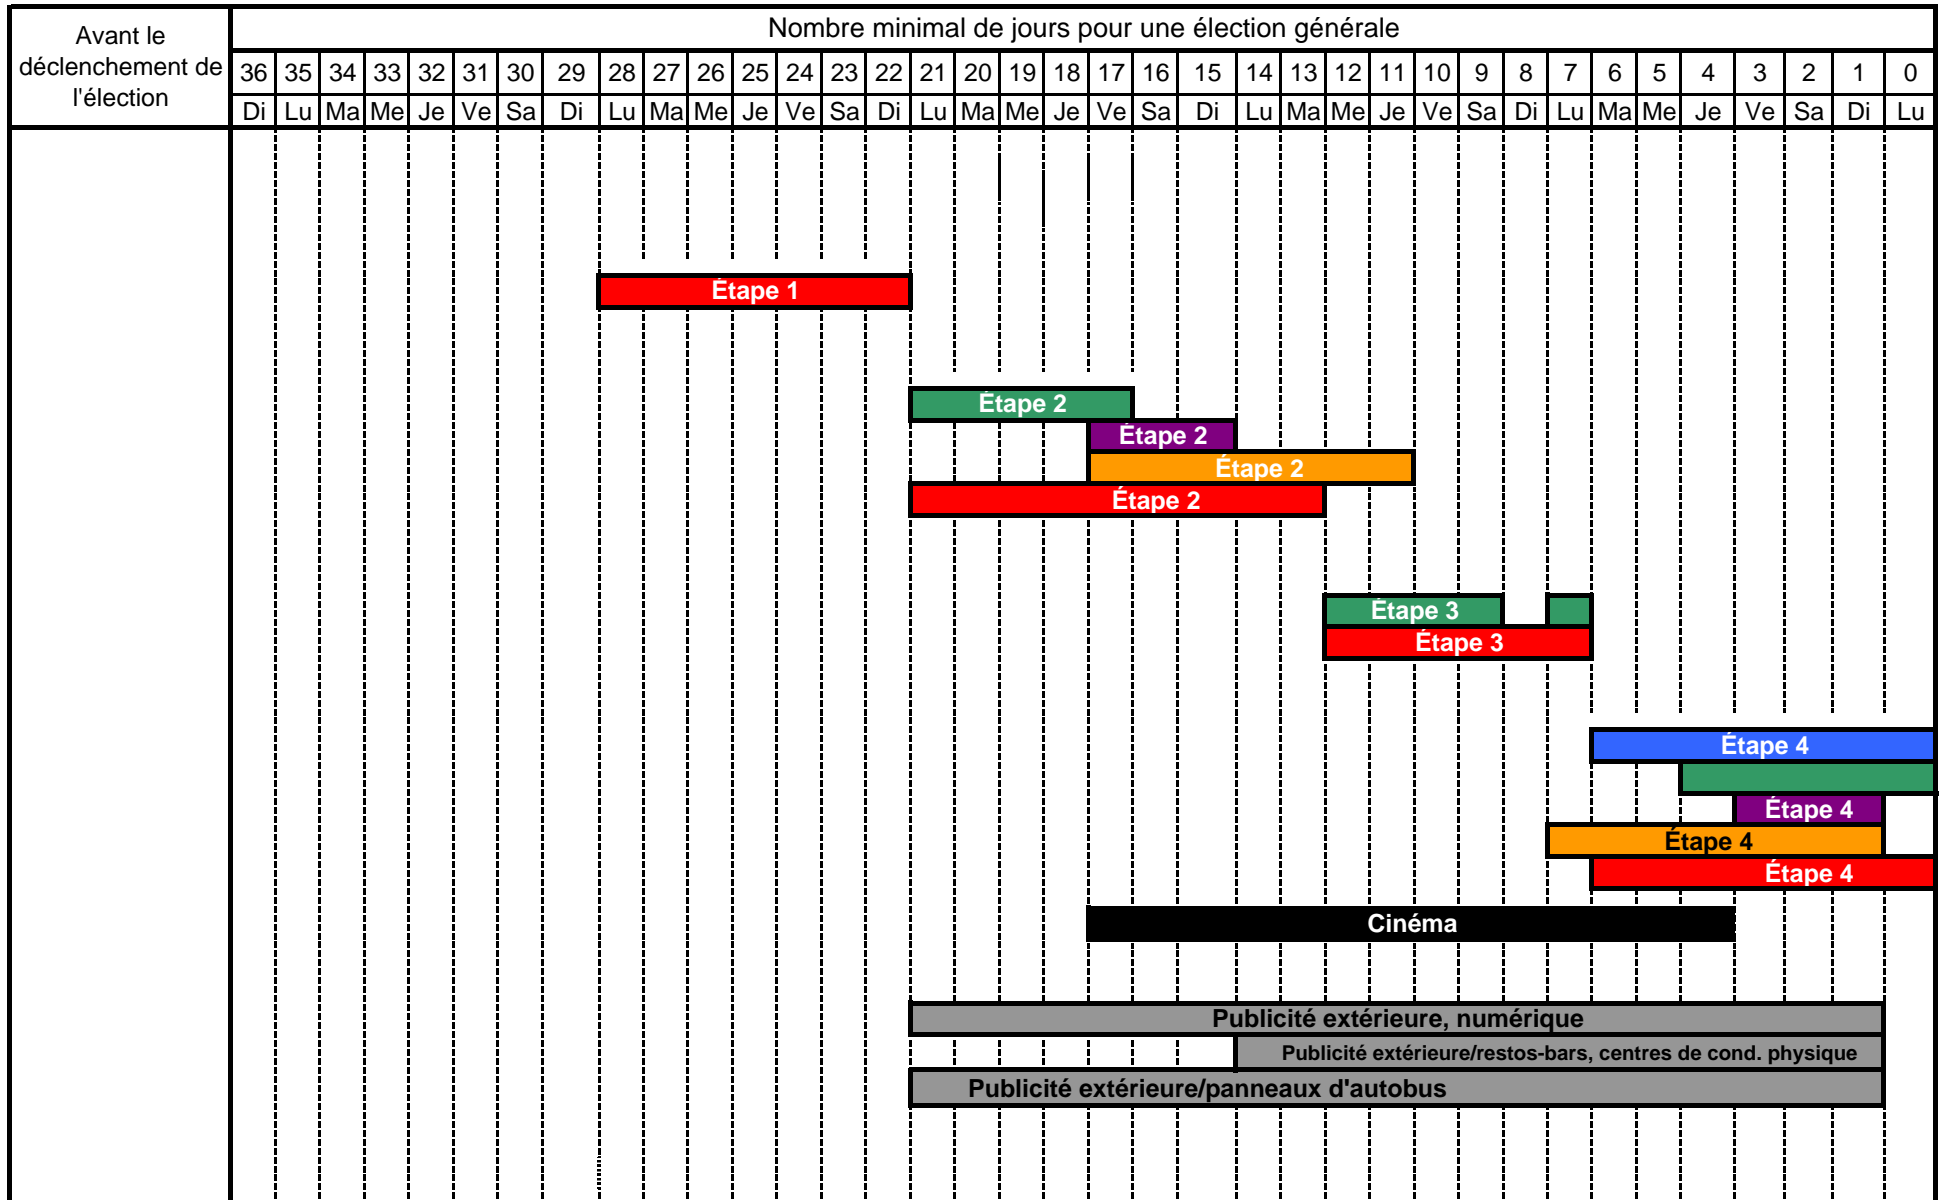 Avant le
déclenchement de
l'élection
Nombre minimal de jours pour une élection générale
36 35 34 33 32 31 30 29 28 27 26 25 24 23 22 21 20 19 18 17 16 15 14 13 12 11 10 9 8 7 6 5 4 3 2 1 0
Di Lu Ma Me Je Ve Sa Di Lu Ma Me Je Ve Sa Di Lu Ma Me Je Ve Sa Di Lu Ma Me Je Ve Sa Di Lu Ma Me Je Ve Sa Di Lu
Étape 1
Étape 2
Étape 2
Étape 2
Étape 2
Étape 3
Étape 3
Étape 4
Étape 4
Étape 4
Étape 4
Cinéma
Publicité extérieure, numérique
Publicité extérieure/restos-bars, centres de cond. physique
Publicité extérieure/panneaux d'autobus